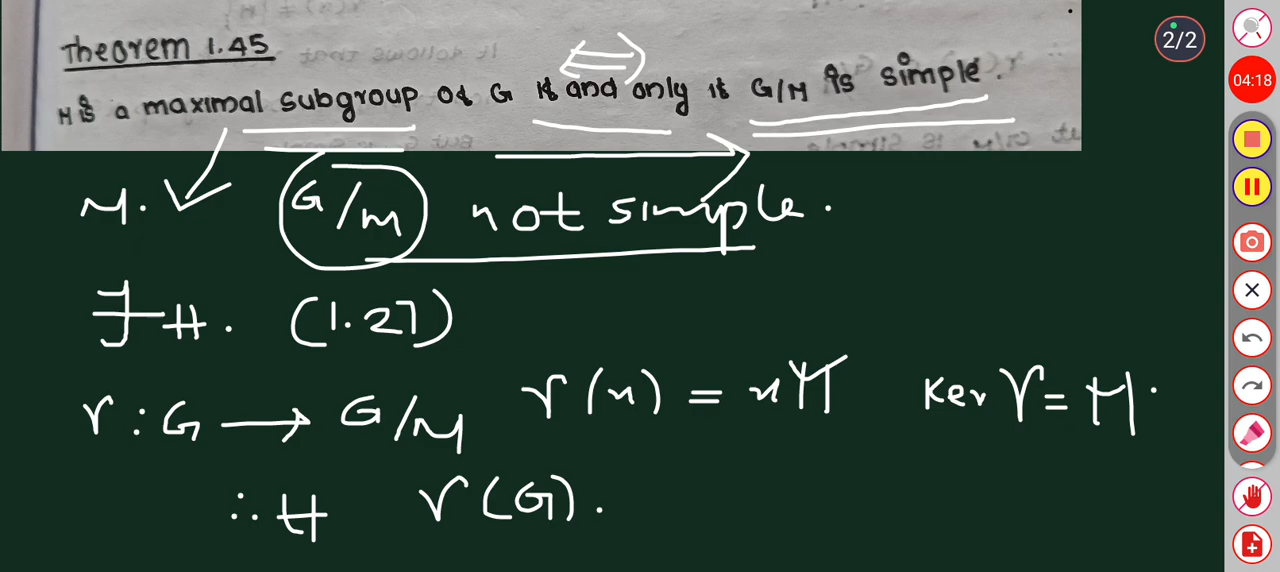 Theorem 1.45
M is a maximal subgroup of G if and only if G/M is simple.
M. G/M not simple.
∃ H. (1.27)
γ : G → G/M γ(x) = xM Ker γ = M.
∴ H γ(G).
2/2
04:18